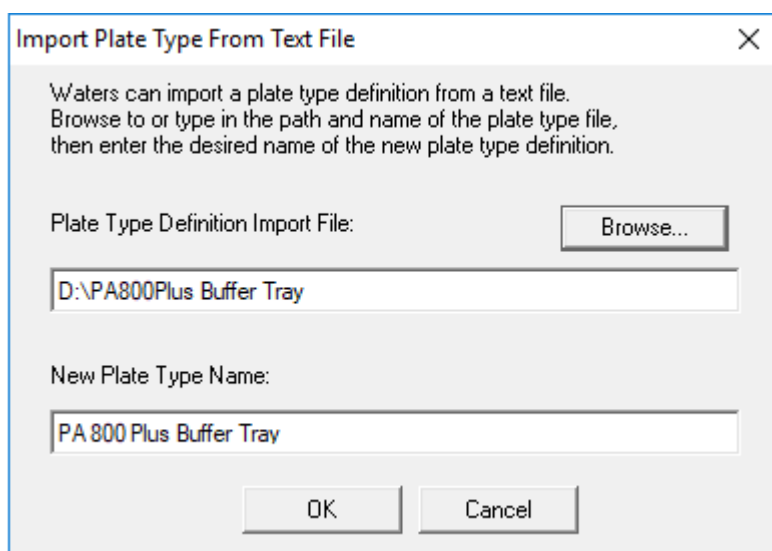 Import Plate Type From Text File
Waters can import a plate type definition from a text file.
Browse to or type in the path and name of the plate type file,
then enter the desired name of the new plate type definition.
Plate Type Definition Import File:
Browse...
D:\PA800Plus Buffer Tray
New Plate Type Name:
PA 800 Plus Buffer Tray
OK
Cancel